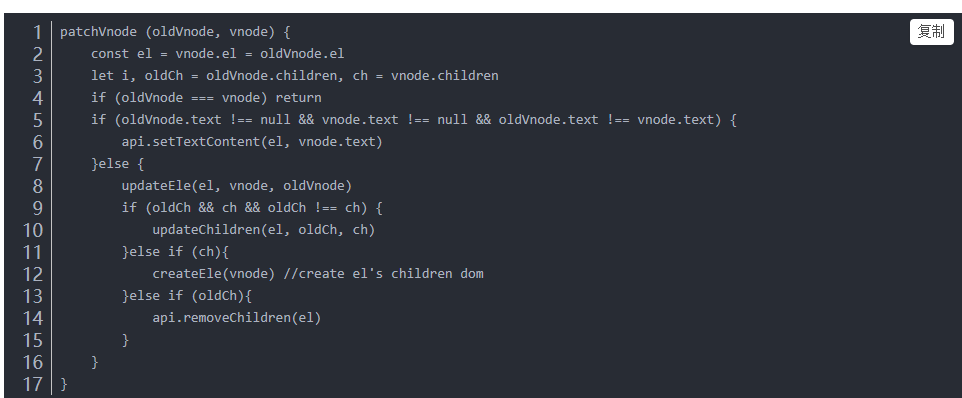 复制
1 patchVnode (oldVnode, vnode) {
2     const el = vnode.el = oldVnode.el
3     let i, oldCh = oldVnode.children, ch = vnode.children
4     if (oldVnode === vnode) return
5     if (oldVnode.text !== null && vnode.text !== null && oldVnode.text !== vnode.text) {
6         api.setTextContent(el, vnode.text)
7     }else {
8         updateEle(el, vnode, oldVnode)
9         if (oldCh && ch && oldCh !== ch) {
10             updateChildren(el, oldCh, ch)
11         }else if (ch){
12             createEle(vnode) //create el's children dom
13         }else if (oldCh){
14             api.removeChildren(el)
15         }
16     }
17 }